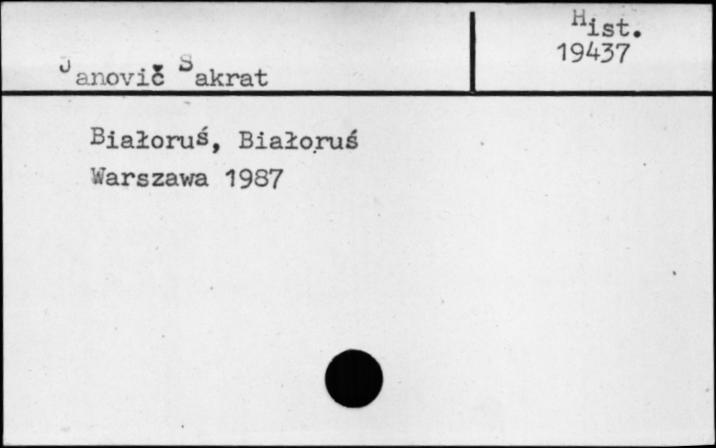 Janovič Sakrat
Hist.
19437
Białoruś, Białoruś
Warszawa 1987